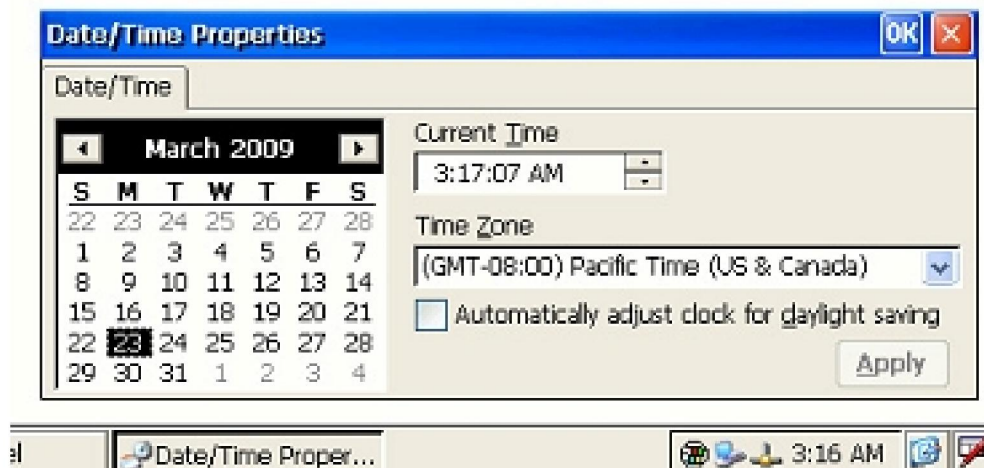 Date/Time Properties OK
Date/Time
March 2009
S M T W T F S
22 23 24 25 26 27 28
1 2 3 4 5 6 7
8 9 10 11 12 13 14
15 16 17 18 19 20 21
22 23 24 25 26 27 28
29 30 31 1 2 3 4
Current Time
3:17:07 AM
Time Zone
(GMT-08:00) Pacific Time (US & Canada)
Automatically adjust clock for daylight saving
Apply
el Date/Time Proper... 3:16 AM